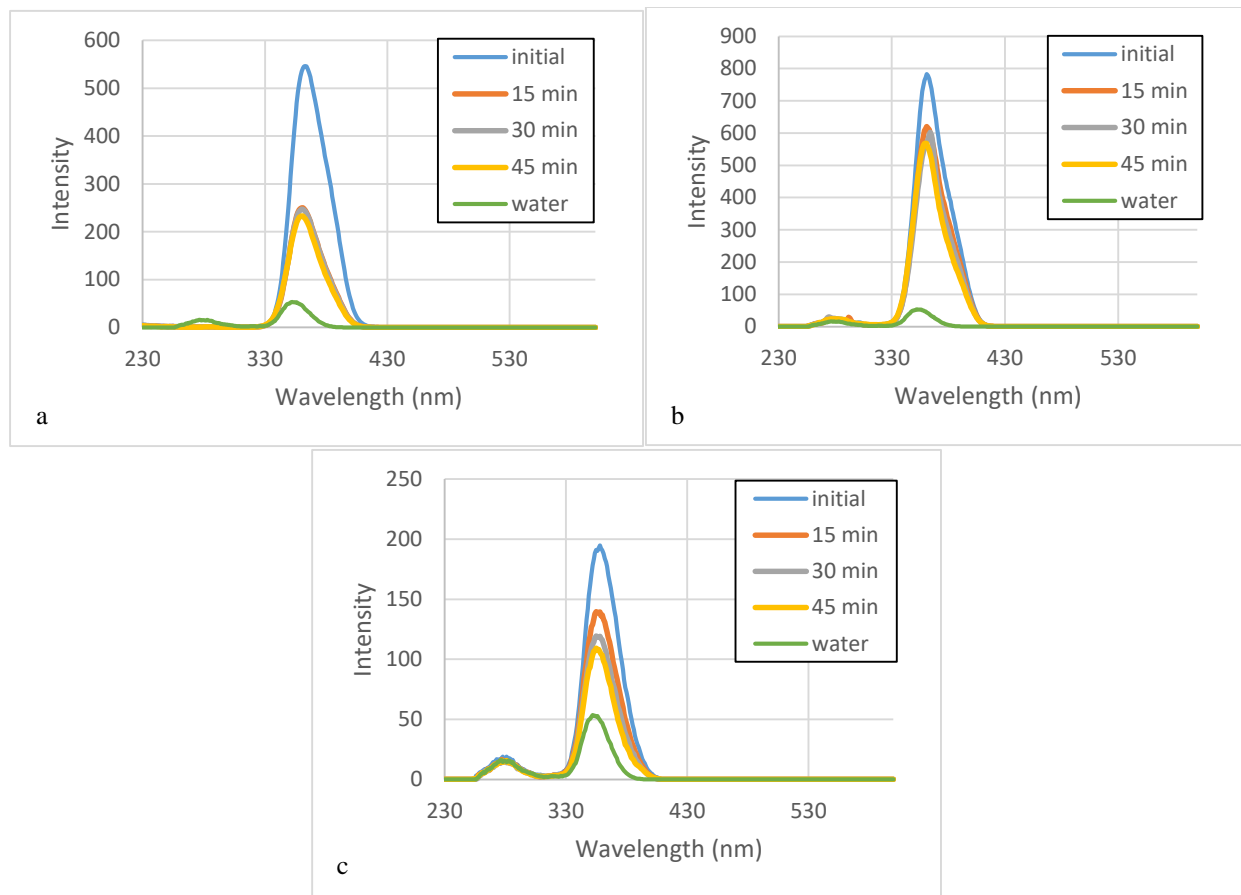 600
500
400
300
200
100
0
Intensity
230
330
430
530
Wavelength (nm)
initial
15 min
30 min
45 min
water
a
900
800
700
600
500
400
300
200
100
0
Intensity
230
330
430
530
Wavelength (nm)
initial
15 min
30 min
45 min
water
b
250
200
150
100
50
0
Intensity
230
330
430
530
Wavelength (nm)
initial
15 min
30 min
45 min
water
c